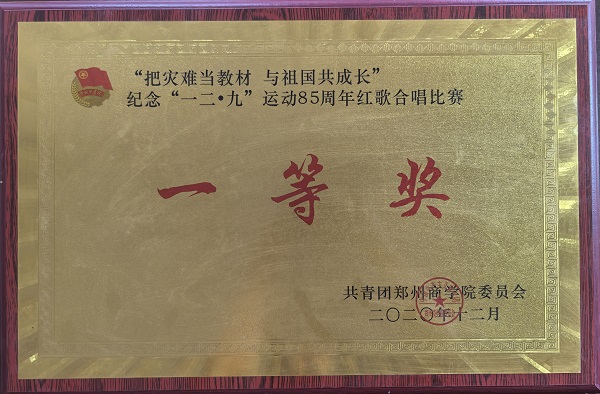 “把灾难当教材 与祖国共成长”
纪念“一二•九”运动85周年红歌合唱比赛
一等奖
共青团郑州商学院委员会
二〇二〇年十二月